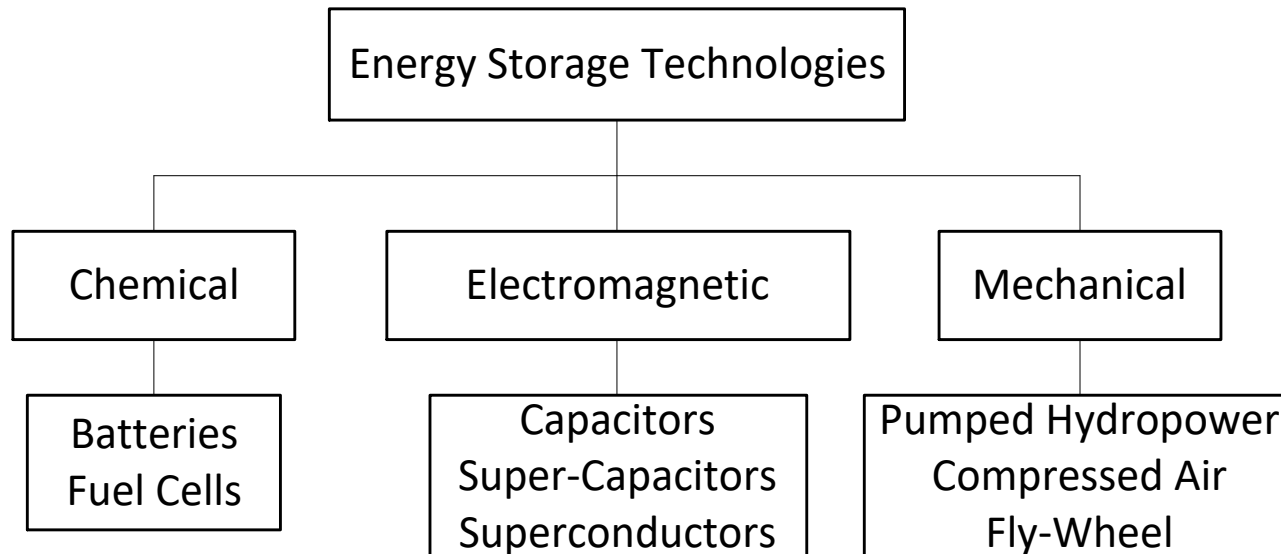 Energy Storage Technologies
Chemical
Electromagnetic
Mechanical
Batteries
Fuel Cells
Capacitors
Super-Capacitors
Superconductors
Pumped Hydropower
Compressed Air
Fly-Wheel